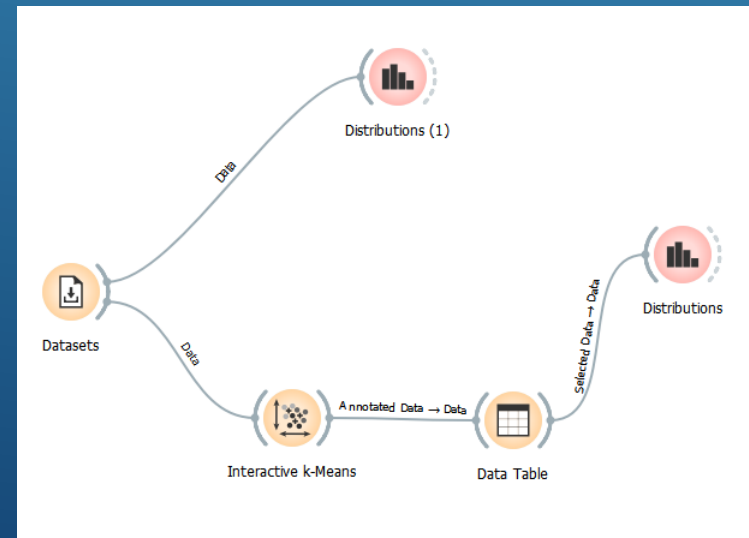 Distributions (1)
Data
Distributions
Selected Data → Data
Datasets
Data
Annotated Data → Data
Interactive k-Means
Data Table